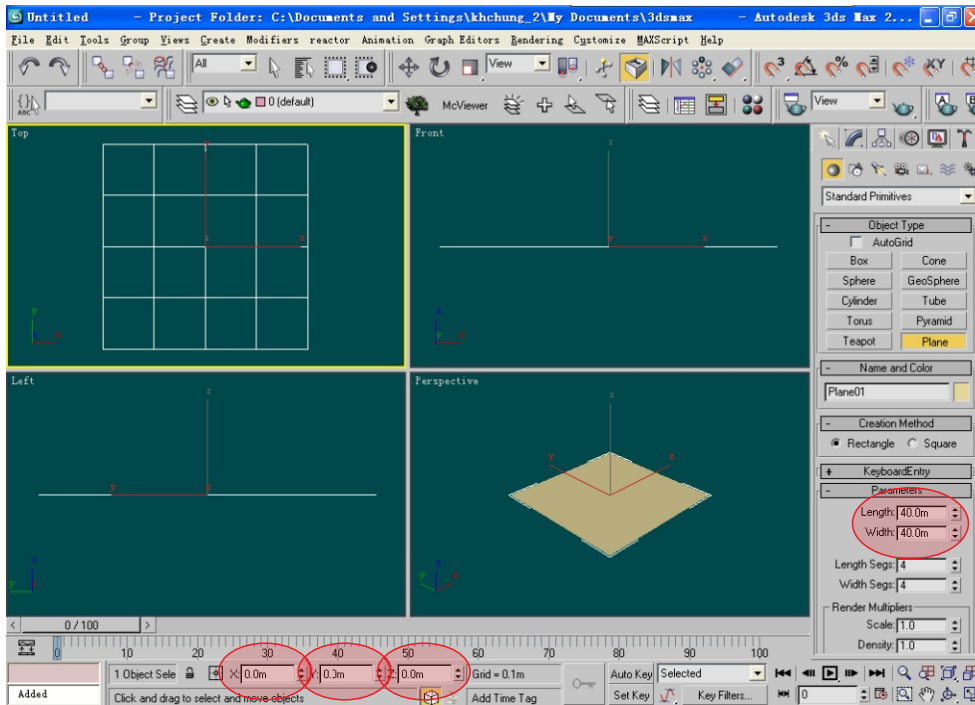 Untitled - Project Folder: C:\Documents and Settings\khchung_2\My Documents\3dsmax - Autodesk 3ds Max 2...
File Edit Tools Group Views Create Modifiers reactor Animation Graph Editors Rendering Customize MAXScript Help
All View
ABC 0 (default) McViewer View
Top Front
y z
z x y x
y z
z x y x
Left Perspective
z z
y x y x
z z
y x y x
Standard Primitives
- Object Type
AutoGrid
Box Cone
Sphere GeoSphere
Cylinder Tube
Torus Pyramid
Teapot Plane
- Name and Color
Plane01
- Creation Method
Rectangle Square
+ KeyboardEntry
- Parameters
Length: 40.0m
Width: 40.0m
Length Segs: 4
Width Segs: 4
Render Multipliers
Scale: 1.0
Density: 1.0
< 0 / 100 >
0 10 20 30 40 50 60 70 80 90 100
1 Object Sele X: 0.0m Y: 0.0m Z: 0.0m Grid = 0.1m Auto Key Selected
Added Click and drag to select and move objects Add Time Tag Set Key Key Filters... 0